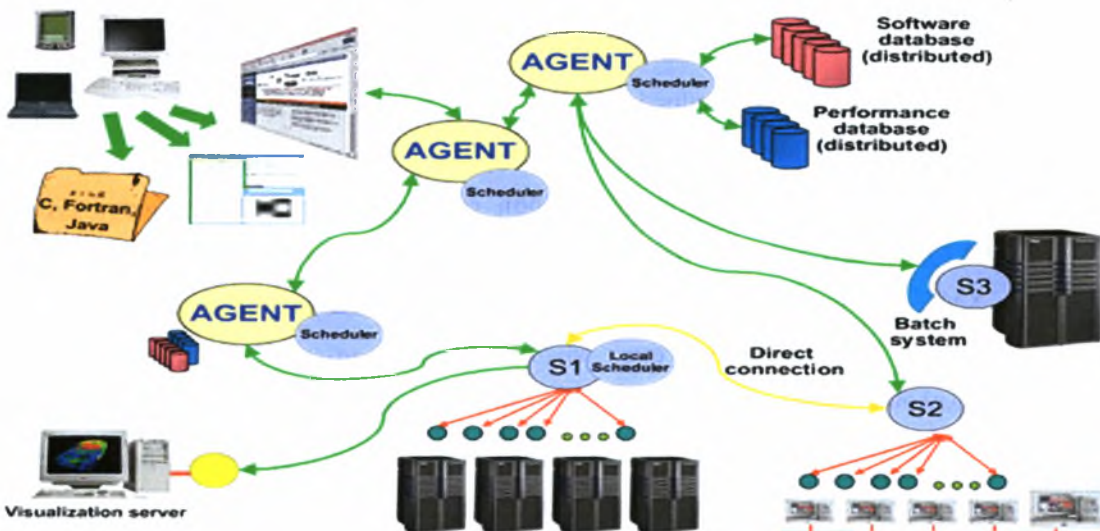 AGENT
Scheduler
Software
database
(distributed)
Performance
database
(distributed)
AGENT
Scheduler
C, Fortran,
Java
AGENT
Scheduler
S3
Batch
system
S1
Local
Scheduler
Direct
connection
S2
Visualization server